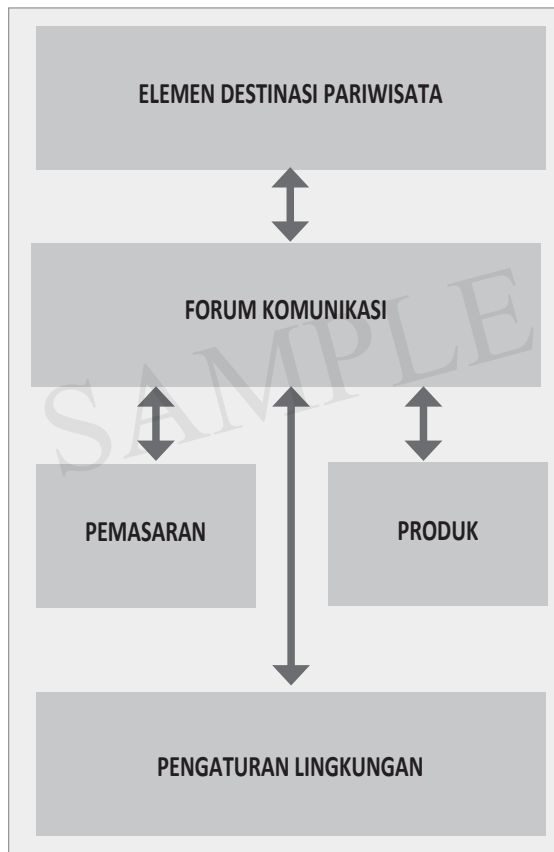 ELEMEN DESTINASI PARIWISATA
FORUM KOMUNIKASI
SAMPLE
PEMASARAN
PRODUK
PENGATURAN LINGKUNGAN